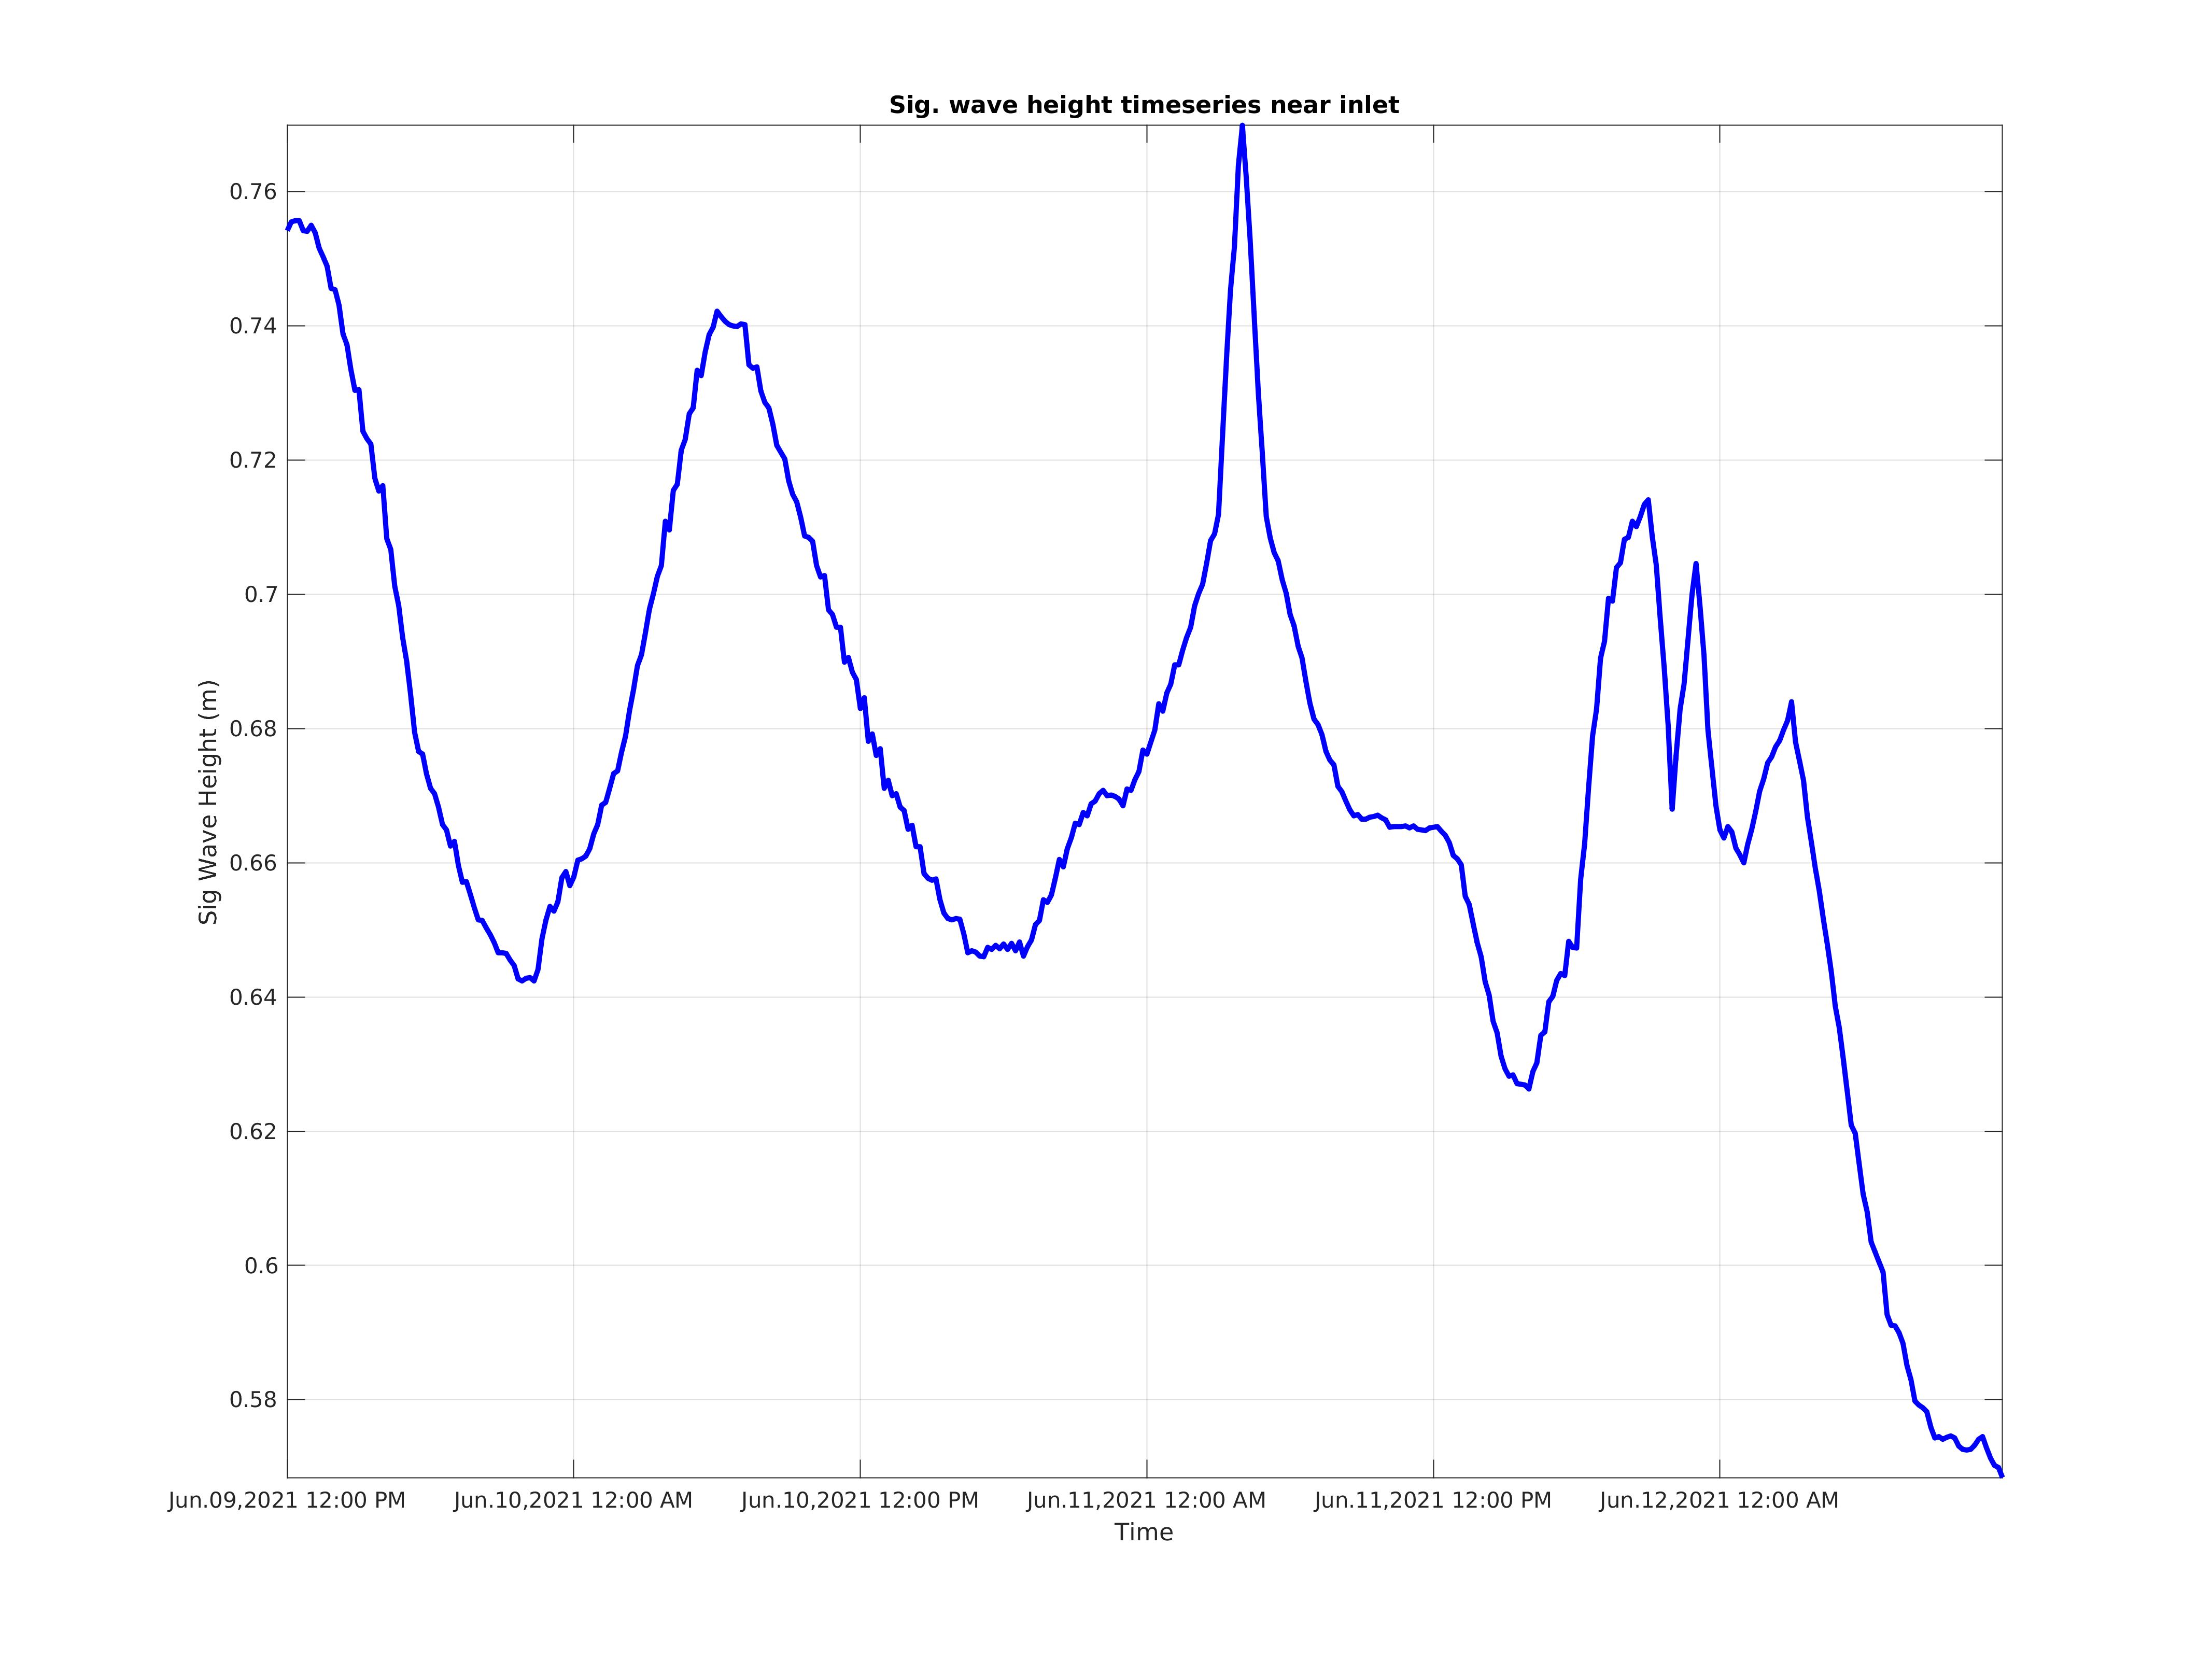 Sig. wave height timeseries near inlet
0.76
0.74
0.72
0.7
0.68
0.66
0.64
0.62
0.6
0.58
Sig Wave Height (m)
Jun.09,2021 12:00 PM
Jun.10,2021 12:00 AM
Jun.10,2021 12:00 PM
Jun.11,2021 12:00 AM
Jun.11,2021 12:00 PM
Jun.12,2021 12:00 AM
Time